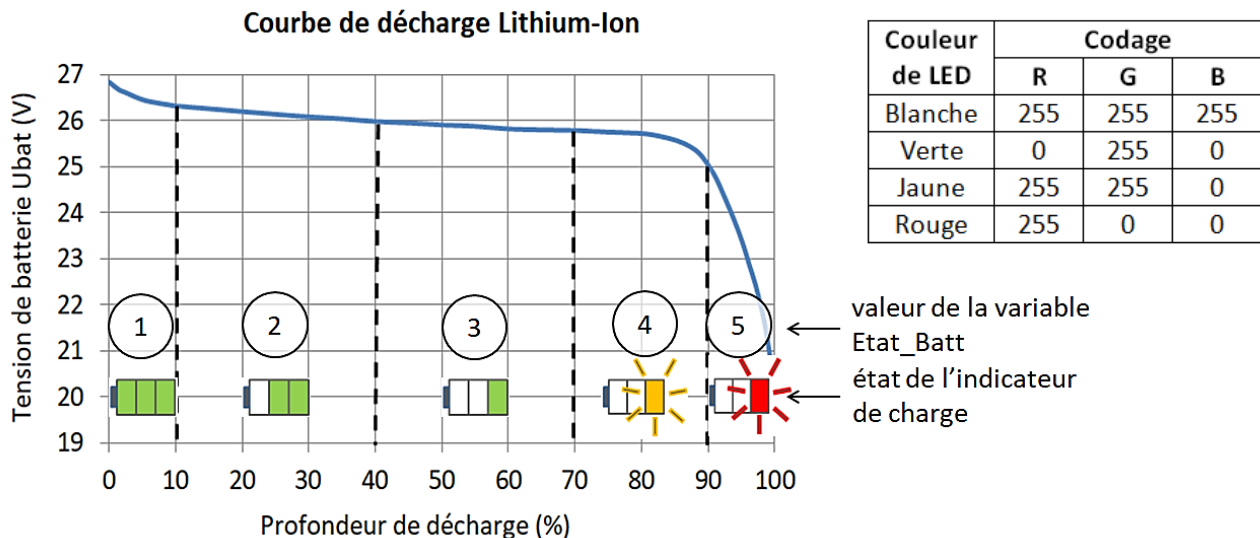 Courbe de décharge Lithium-Ion
Tension de batterie Ubat (V)
27
26
25
24
23
22
21
20
19
1 2 3 4 5
0 10 20 30 40 50 60 70 80 90 100
Profondeur de décharge (%)
Couleur de LED Codage
R G B
Blanche 255 255 255
Verte 0 255 0
Jaune 255 255 0
Rouge 255 0 0
valeur de la variable
Etat_Batt
état de l’indicateur
de charge